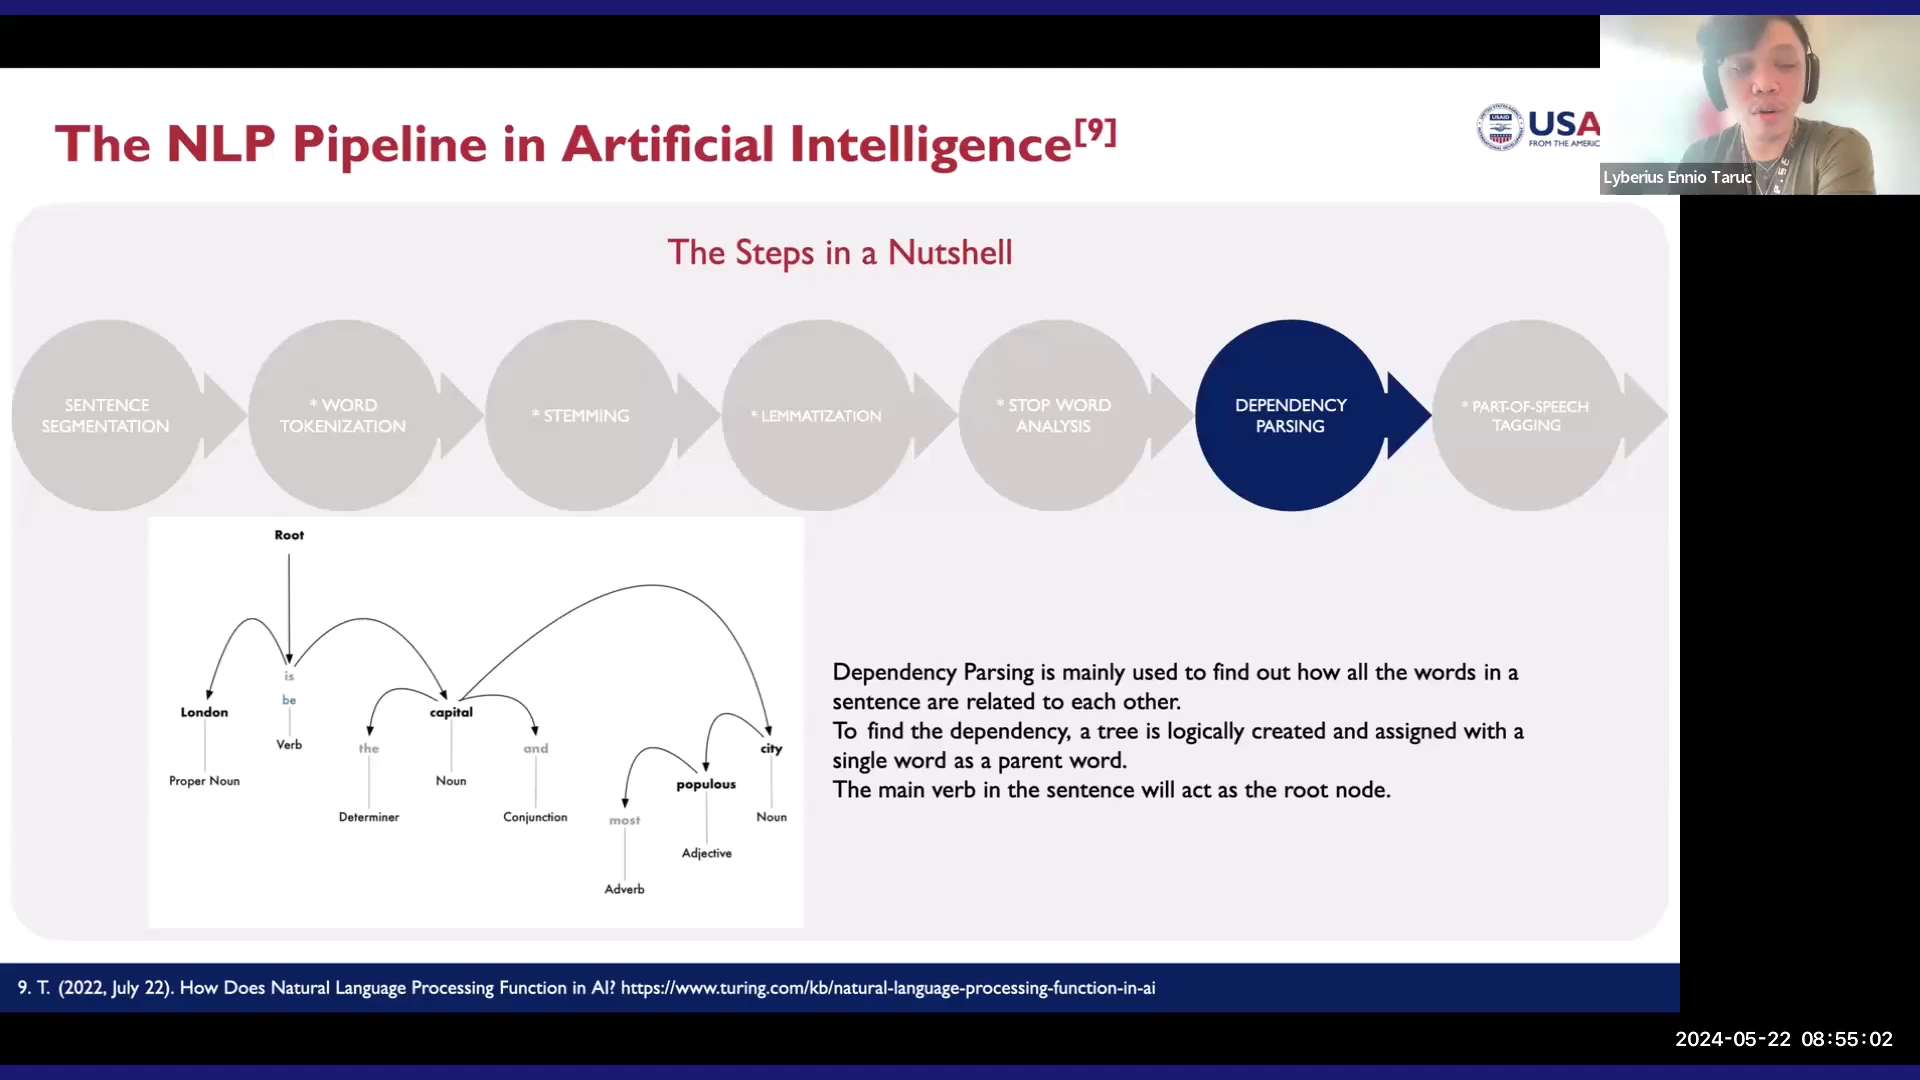 The NLP Pipeline in Artificial Intelligence[9]
USAID
USA
FROM THE AMERIC
Lyberius Ennio Taruc
The Steps in a Nutshell
SENTENCE
SEGMENTATION
* WORD
TOKENIZATION
* STEMMING
* LEMMATIZATION
* STOP WORD
ANALYSIS
DEPENDENCY
PARSING
* PART-OF-SPEECH
TAGGING
Root
is
be
Verb
London
Proper Noun
the
Determiner
capital
Noun
and
Conjunction
most
Adverb
populous
Adjective
city
Noun
Dependency Parsing is mainly used to find out how all the words in a
sentence are related to each other.
To find the dependency, a tree is logically created and assigned with a
single word as a parent word.
The main verb in the sentence will act as the root node.
9. T. (2022, July 22). How Does Natural Language Processing Function in AI? https://www.turing.com/kb/natural-language-processing-function-in-ai
2024-05-22 08:55:02